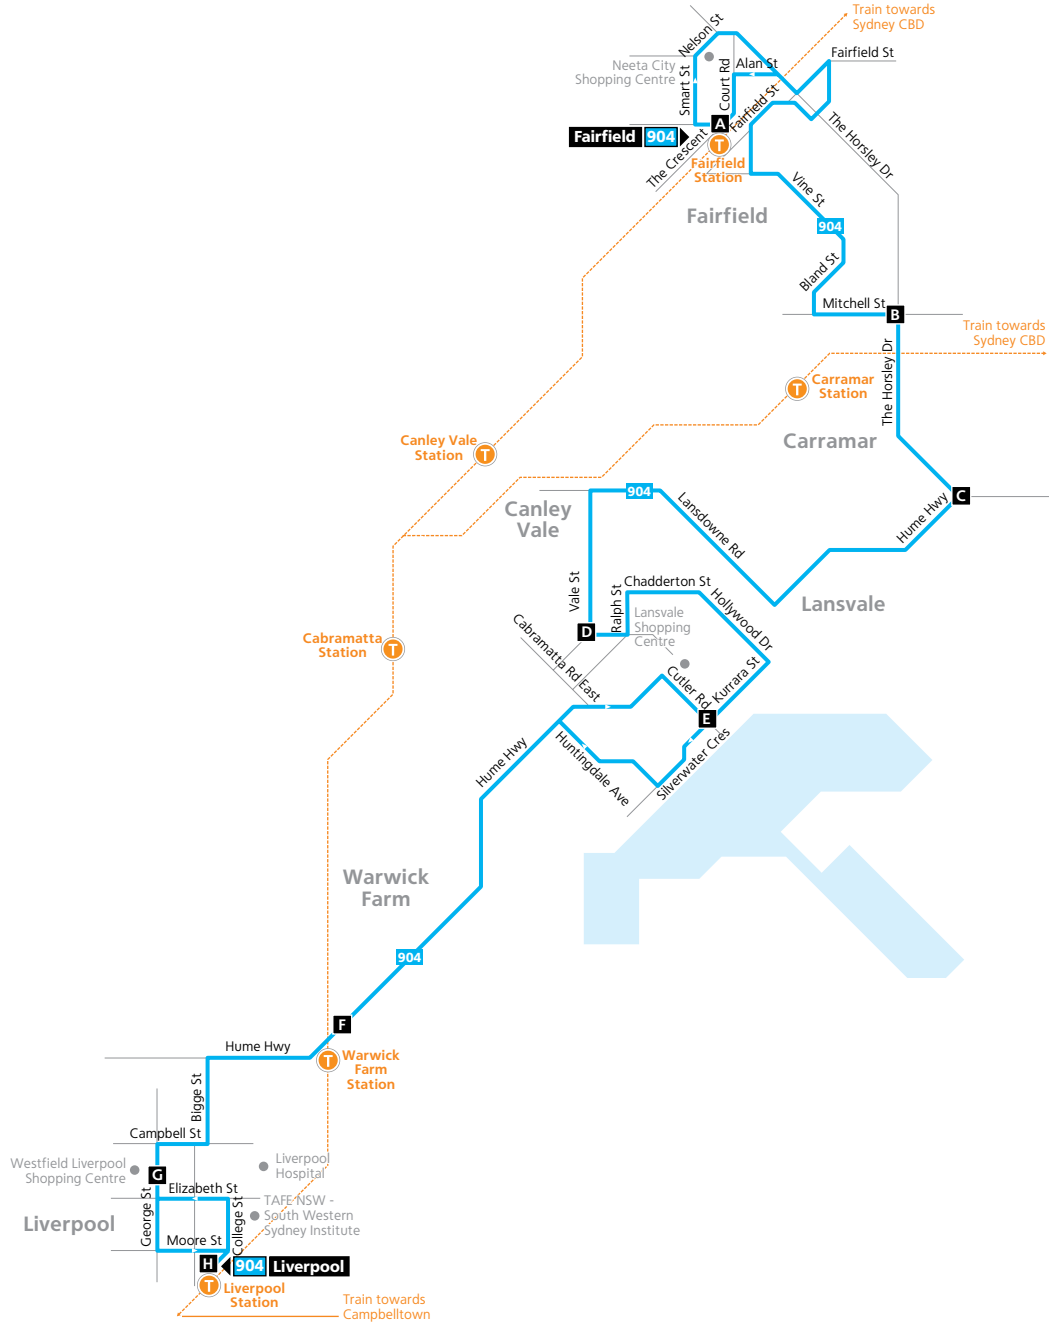 Train towards
Sydney CBD
Nelson St
Fairfield St
Neeta City
Shopping Centre
Smart St
Court Rd
Alan St
Fairfield St
The Horsley Dr
A
Fairfield 904
The Crescent
T
Fairfield
Station
Fairfield
Vine St
904
Bland St
Mitchell St
B
Train towards
Sydney CBD
The Horsley Dr
T
Carramar
Station
Carramar
Canley Vale
Station
T
904
Canley
Vale
Lansdowne Rd
C
Hume Hwy
Lansvale
Vale St
Ralph St
Chadderton St
Hollywood Dr
Lansvale
Shopping
Centre
D
Cabramatta
Station
T
Cabramatta Rd East
Cutler Rd
Kurrara St
E
Silverwater Cres
Huntingdale Ave
Hume Hwy
Warwick
Farm
904
F
Hume Hwy
T
Warwick
Farm
Station
Bigge St
Campbell St
Westfield Liverpool
Shopping Centre
G
Liverpool
Hospital
Elizabeth St
George St
College St
TAFE NSW -
South Western
Sydney Institute
Liverpool
Moore St
H
904 Liverpool
T
Liverpool
Station
Train towards
Campbelltown